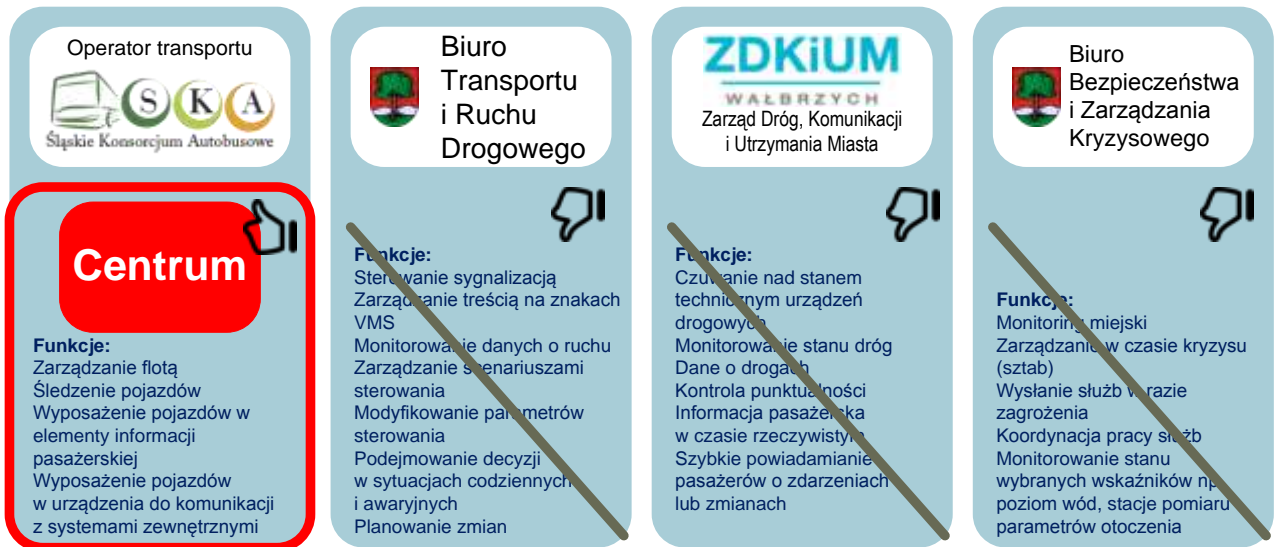 Operator transportu
S K A
Śląskie Konsorcjum Autobusowe
Centrum
Funkcje:
Zarządzanie flotą
Śledzenie pojazdów
Wyposażenie pojazdów w
elementy informacji
pasażerskiej
Wyposażenie pojazdów
w urządzenia do komunikacji
z systemami zewnętrznymi
Biuro
Transportu
i Ruchu
Drogowego
Funkcje:
Sterowanie sygnalizacją
Zarządzanie treścią na znakach
VMS
Monitorowanie danych o ruchu
Zarządzanie scenariuszami
sterowania
Modyfikowanie parametrów
sterowania
Podejmowanie decyzji
w sytuacjach codziennych
i awaryjnych
Planowanie zmian
ZDKiUM
WAŁBRZYCH
Zarząd Dróg, Komunikacji
i Utrzymania Miasta
Funkcje:
Czuwanie nad stanem
technicznym urządzeń
drogowych
Monitorowanie stanu dróg
Dane o drogach
Kontrola punktualności
Informacja pasażerska
w czasie rzeczywistym
Szybkie powiadamianie
pasażerów o zdarzeniach
lub zmianach
Biuro
Bezpieczeństwa
i Zarządzania
Kryzysowego
Funkcje:
Monitoring miejski
Zarządzanie w czasie kryzysu
(sztab)
Wysłanie służb w razie
zagrożenia
Koordynacja pracy służb
Monitorowanie stanu
wybranych wskaźników np
poziom wód, stacje pomiaru
parametrów otoczenia